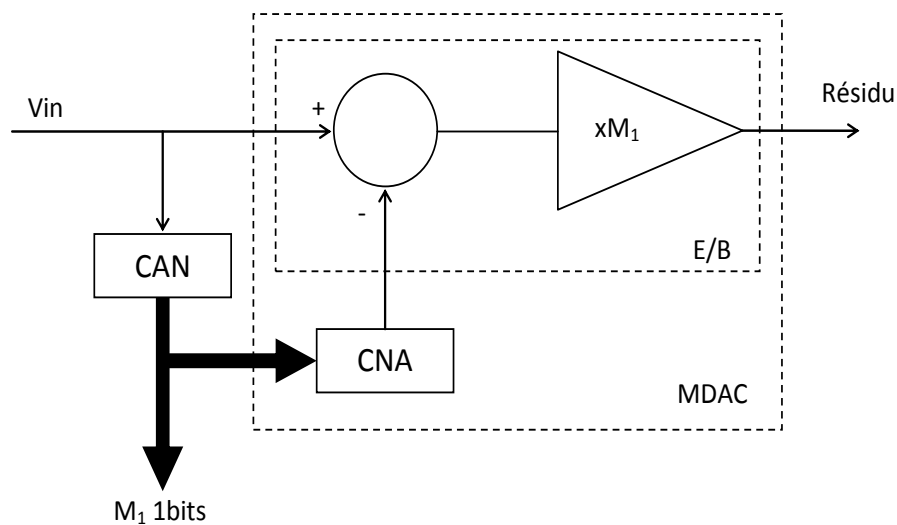 Vin
+
xM₁
Résidu
-
E/B
CAN
CNA
MDAC
M₁ 1bits